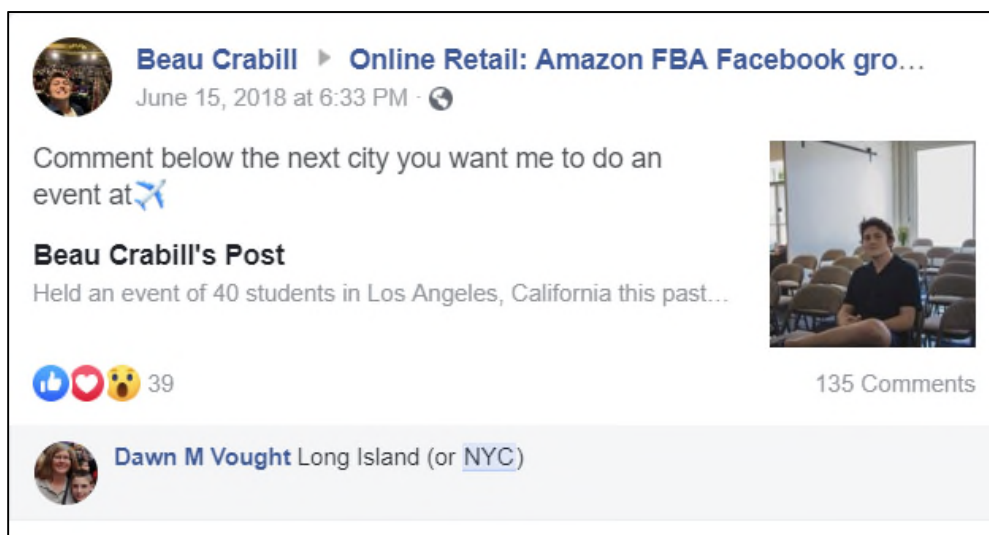 Beau Crabill ▶ Online Retail: Amazon FBA Facebook gro...
June 15, 2018 at 6:33 PM ·
Comment below the next city you want me to do an
event at✈️
Beau Crabill's Post
Held an event of 40 students in Los Angeles, California this past...
39
135 Comments
Dawn M Vought Long Island (or NYC)